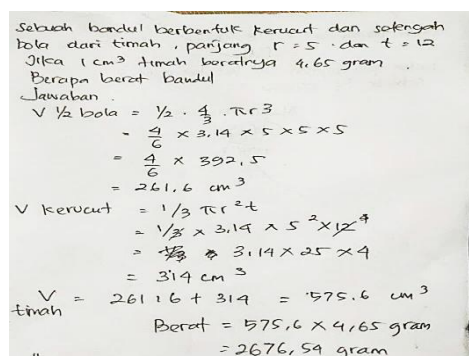 Sebuah bandul berbentuk kerucut dan setengah
bola dari timah, panjang r = 5 dan t = 12
Jika 1 cm³ timah beratnya 4,65 gram
Berapa berat bandul
Jawaban
V ½ bola = ½ . 4/3 . πr3
= 4/6 x 3,14 x 5 x 5 x 5
= 4/6 x 392,5
= 261.6 cm³
V kerucut = 1/3 πr²t
= 1/3 x 3,14 x 5² x 12 4
= 3,14 x 25 x 4
= 314 cm³
V timah = 261.6 + 314 = 575.6 cm³
Berat = 575,6 x 4,65 gram
= 2676,54 gram